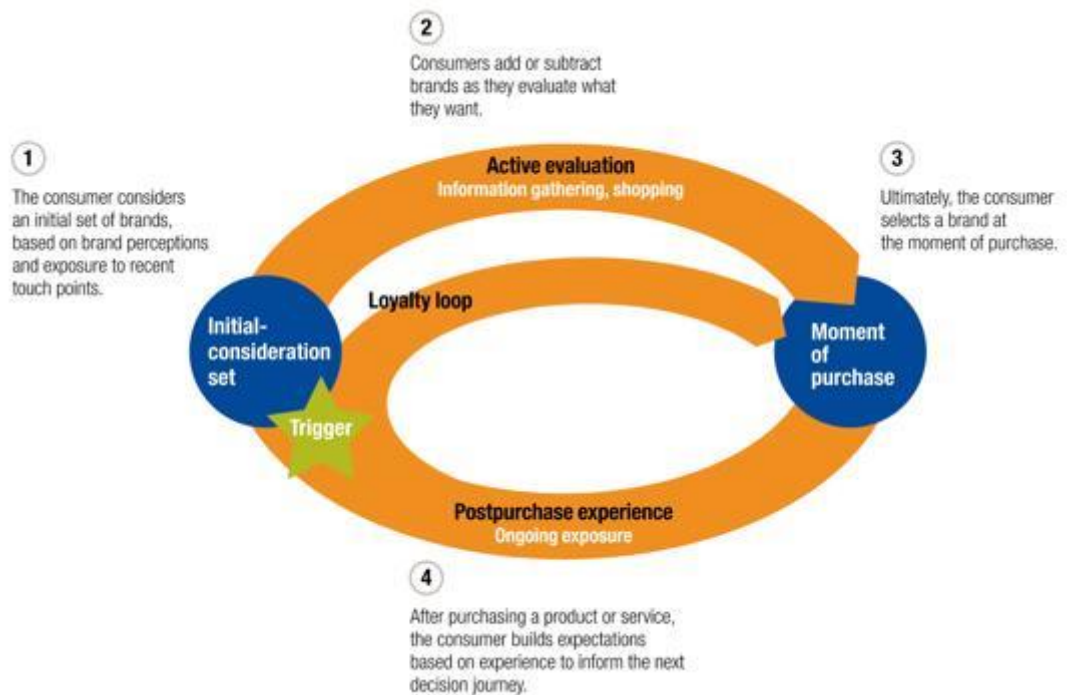 1
The consumer considers
an initial set of brands,
based on brand perceptions
and exposure to recent
touch points.
2
Consumers add or subtract
brands as they evaluate what
they want.
3
Ultimately, the consumer
selects a brand at
the moment of purchase.
Active evaluation
Information gathering, shopping
Loyalty loop
Initial-
consideration
set
Trigger
Moment
of
purchase
Postpurchase experience
Ongoing exposure
4
After purchasing a product or service,
the consumer builds expectations
based on experience to inform the next
decision journey.